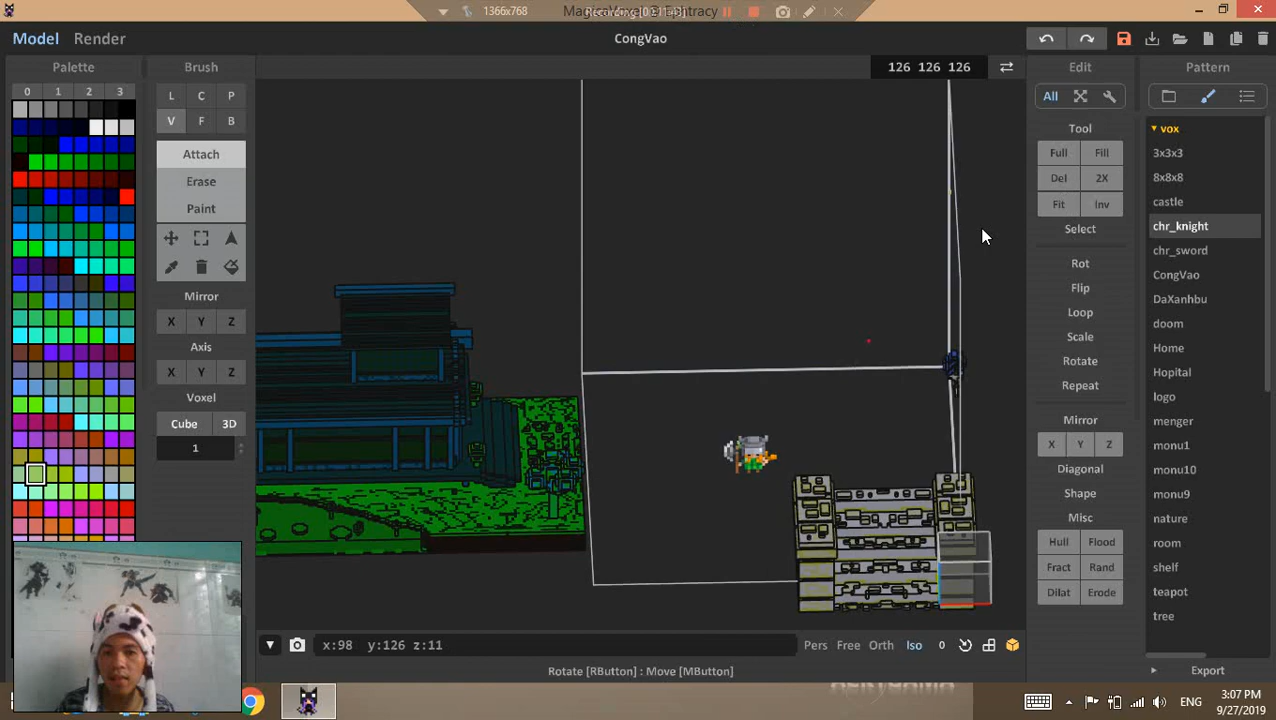 1366x768
MagicaVoxel @ Ephtracy
Model Render
CongVao
Palette
0 1 2 3
Brush
L C P
V F B
Attach
Erase
Paint
Mirror
X Y Z
Axis
X Y Z
Voxel
Cube 3D
1
126 126 126
Edit
All
Tool
Full Fill
Del 2X
Fit Inv
Select
Rot
Flip
Loop
Scale
Rotate
Repeat
Mirror
X Y Z
Diagonal
Shape
Misc
Hull Flood
Fract Rand
Dilat Erode
Pattern
vox
3x3x3
8x8x8
castle
chr_knight
chr_sword
CongVao
DaXanhbu
doom
Home
Hopital
logo
menger
monu1
monu10
monu9
nature
room
shelf
teapot
tree
Export
x:98 y:126 z:11
Pers Free Orth Iso 0
Rotate [RButton] : Move [MButton]
ENG
3:07 PM
9/27/2019